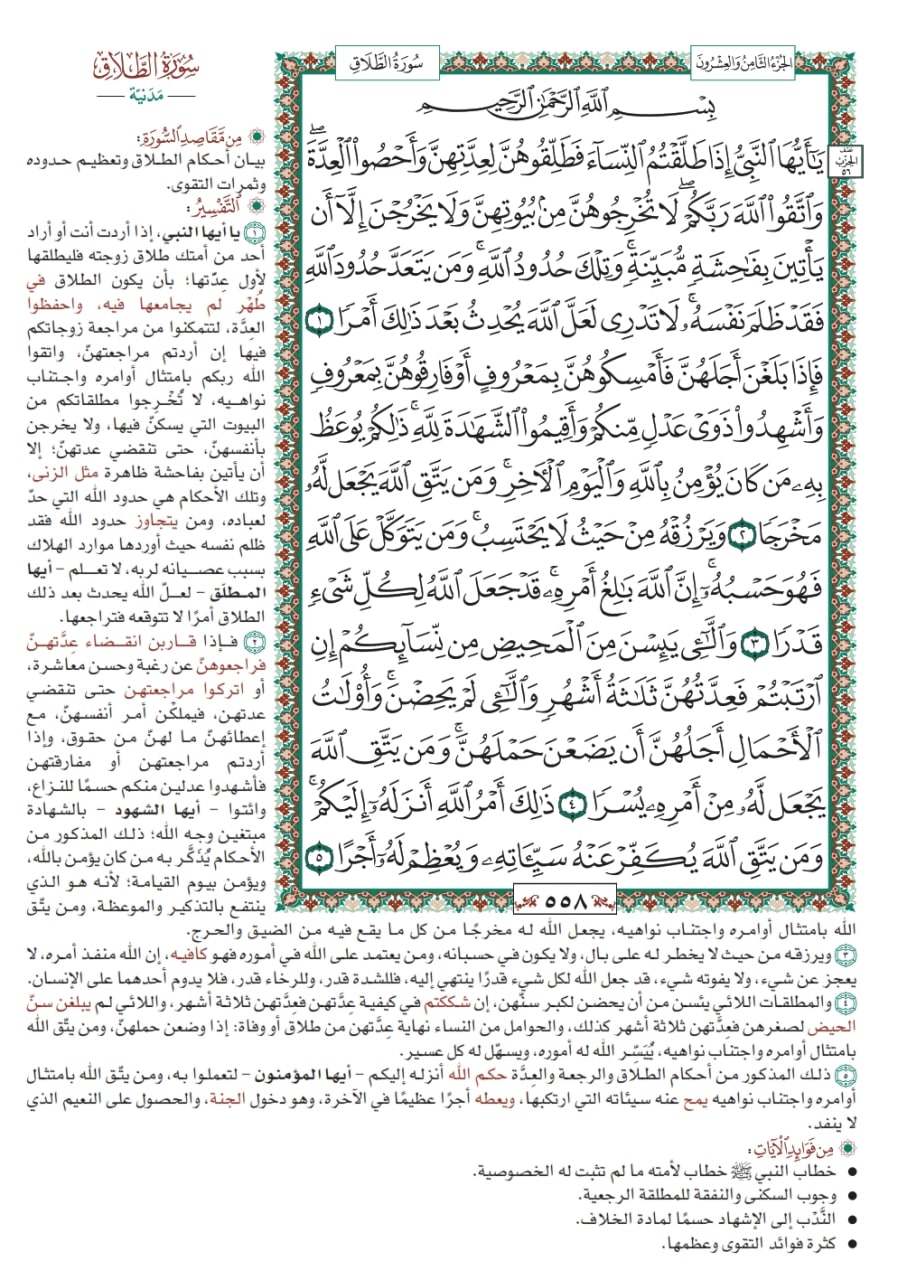 الجُزْءُ الثَّامِنُ وَالعِشْرُونَ
سُورَةُ الطَّلَاقِ
بِسْمِ اللَّهِ الرَّحْمَٰنِ الرَّحِيمِ
يَٰٓأَيُّهَا ٱلنَّبِىُّ إِذَا طَلَّقْتُمُ ٱلنِّسَآءَ فَطَلِّقُوهُنَّ لِعِدَّتِهِنَّ وَأَحْصُوا۟ ٱلْعِدَّةَۖ
وَٱتَّقُوا۟ ٱللَّهَ رَبَّكُمْۖ لَا تُخْرِجُوهُنَّ مِنۢ بُيُوتِهِنَّ وَلَا يَخْرُجْنَ إِلَّآ أَن
يَأْتِينَ بِفَٰحِشَةٍ مُّبَيِّنَةٍۚ وَتِلْكَ حُدُودُ ٱللَّهِۚ وَمَن يَتَعَدَّ حُدُودَ ٱللَّهِ
فَقَدْ ظَلَمَ نَفْسَهُۥۚ لَا تَدْرِى لَعَلَّ ٱللَّهَ يُحْدِثُ بَعْدَ ذَٰلِكَ أَمْرًا ١
فَإِذَا بَلَغْنَ أَجَلَهُنَّ فَأَمْسِكُوهُنَّ بِمَعْرُوفٍ أَوْ فَارِقُوهُنَّ بِمَعْرُوفٍ
وَأَشْهِدُوا۟ ذَوَىْ عَدْلٍ مِّنكُمْ وَأَقِيمُوا۟ ٱلشَّهَٰدَةَ لِلَّهِۚ ذَٰلِكُمْ يُوعَظُ
بِهِۦ مَن كَانَ يُؤْمِنُ بِٱللَّهِ وَٱلْيَوْمِ ٱلْءَاخِرِۚ وَمَن يَتَّقِ ٱللَّهَ يَجْعَل لَّهُۥ
مَخْرَجًا ٢ وَيَرْزُقْهُ مِنْ حَيْثُ لَا يَحْتَسِبُۚ وَمَن يَتَوَكَّلْ عَلَى ٱللَّهِ
فَهُوَ حَسْبُهُۥٓۚ إِنَّ ٱللَّهَ بَٰلِغُ أَمْرِهِۦۚ قَدْ جَعَلَ ٱللَّهُ لِكُلِّ شَىْءٍ
قَدْرًا ٣ وَٱلَّٰٓـِٔى يَئِسْنَ مِنَ ٱلْمَحِيضِ مِن نِّسَآئِكُمْ إِنِ
ٱرْتَبْتُمْ فَعِدَّتُهُنَّ ثَلَٰثَةُ أَشْهُرٍ وَٱلَّٰٓـِٔى لَمْ يَحِضْنَۚ وَأُو۟لَٰتُ
ٱلْأَحْمَالِ أَجَلُهُنَّ أَن يَضَعْنَ حَمْلَهُنَّۚ وَمَن يَتَّقِ ٱللَّهَ
يَجْعَل لَّهُۥ مِنْ أَمْرِهِۦ يُسْرًا ٤ ذَٰلِكَ أَمْرُ ٱللَّهِ أَنزَلَهُۥٓ إِلَيْكُمْۚ
وَمَن يَتَّقِ ٱللَّهَ يُكَفِّرْ عَنْهُ سَيِّـَٔاتِهِۦ وَيُعْظِمْ لَهُۥٓ أَجْرًا ٥
٥٥٨
الحِزْب
٥٦
سُورَةُ الطَّلَاقِ
مَدَنيّة
مِن مَّقَاصِدِ السُّورَةِ:
بيـان أحكام الطـلاق وتعظيـم حـدوده
وثمرات التقوى.
التَّفْسِيرُ:
١ يا أيها النبي، إذا أردت أنت أو أراد
أحد من أمتك طلاق زوجته فليطلقها
لأول عِدّتها؛ بأن يكون الطلاق في
طُهْر لم يجامعها فيه، واحفظوا
العِدَّة، لتتمكنوا من مراجعة زوجاتكم
فيها إن أردتم مراجعتهنّ، واتقوا
الله ربكم بامتثال أوامره واجتناب
نواهيه، لا تُخْرِجوا مطلقاتكم من
البيوت التي يسكنّ فيها، ولا يخرجن
بأنفسهنّ، حتى تنقضي عدتهنّ؛ إلا
أن يأتين بفاحشة ظاهرة مثل الزنى،
وتلك الأحكام هي حدود الله التي حدّ
لعباده، ومن يتجاوز حدود الله فقد
ظلم نفسه حيث أوردها موارد الهلاك
بسبب عصيانه لربه، لا تعلم - أيها
المطلِّق - لعلّ الله يحدث بعد ذلك
الطلاق أمرًا لا تتوقعه فتراجعها.
٢ فإذا قاربن انقضاء عِدَّتهنّ
فراجعوهنّ عن رغبة وحسن معاشرة،
أو اتركوا مراجعتهن حتى تنقضي
عدتهن، فيملكْن أمر أنفسهنّ، مع
إعطائهنّ ما لهنّ من حقوق، وإذا
أردتم مراجعتهن أو مفارقتهن
فأشهدوا عدلين منكم حسمًا للنزاع،
وائتوا - أيها الشهود - بالشهادة
مبتغين وجه الله؛ ذلك المذكور من
الأحكام يُذَكَّر به من كان يؤمن بالله،
ويؤمن بيوم القيامة؛ لأنه هو الذي
ينتفع بالتذكير والموعظة، ومن يتّق
الله بامتثال أوامره واجتناب نواهيه، يجعل الله له مخرجًا من كل ما يقع فيه من الضيق والحرج.
٣ ويرزقه من حيث لا يخطر له على بال، ولا يكون في حسبانه، ومن يعتمد على الله في أموره فهو كافيه، إن الله منفذ أمره، لا
يعجز عن شيء، ولا يفوته شيء، قد جعل الله لكل شيء قدرًا ينتهي إليه، فللشدة قدر، وللرخاء قدر، فلا يدوم أحدهما على الإنسان.
٤ والمطلقات اللائي يئسن من أن يحضن لكبر سنّهن، إن شككتم في كيفية عدَّتهن فعِدَّتهن ثلاثة أشهر، واللائي لم يبلغن سنّ
الحيض لصغرهن فعِدَّتهن ثلاثة أشهر كذلك، والحوامل من النساء نهاية عِدَّتهن من طلاق أو وفاة: إذا وضعن حملهنّ، ومن يتّق الله
بامتثال أوامره واجتناب نواهيه، يُيَسِّر الله له أموره، ويسهّل له كل عسير.
٥ ذلك المذكور من أحكام الطلاق والرجعة والعِدَّة حكم الله أنزله إليكم - أيها المؤمنون - لتعملوا به، ومن يتّق الله بامتثال
أوامره واجتناب نواهيه يمح عنه سيئاته التي ارتكبها، ويعطه أجرًا عظيمًا في الآخرة، وهو دخول الجنة، والحصول على النعيم الذي
لا ينفد.
مِن فَوَائِدِ الْآيَاتِ:
• خطاب النبي ﷺ خطاب لأمته ما لم تثبت له الخصوصية.
• وجوب السكنى والنفقة للمطلقة الرجعية.
• النَّدْب إلى الإشهاد حسمًا لمادة الخلاف.
• كثرة فوائد التقوى وعظمها.